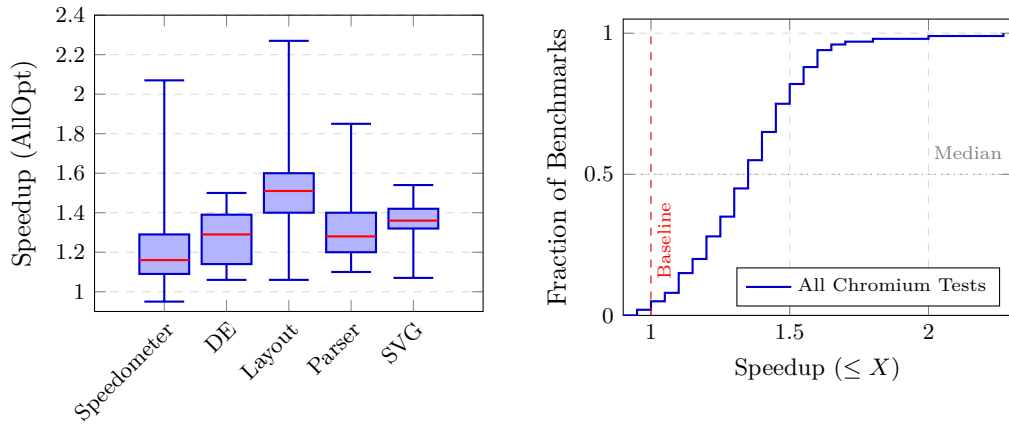 Speedup (AllOpt)
2.4
2.2
2
1.8
1.6
1.4
1.2
1
Speedometer
DE
Layout
Parser
SVG
Fraction of Benchmarks
1
0.5
0
Median
Baseline
All Chromium Tests
1
1.5
2
Speedup (≤ X)